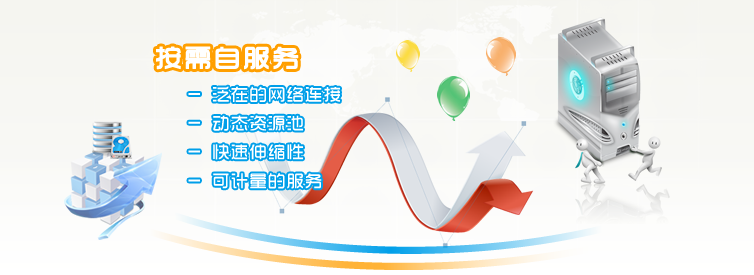 按需自服务
— 泛在的网络连接
— 动态资源池
— 快速伸缩性
— 可计量的服务